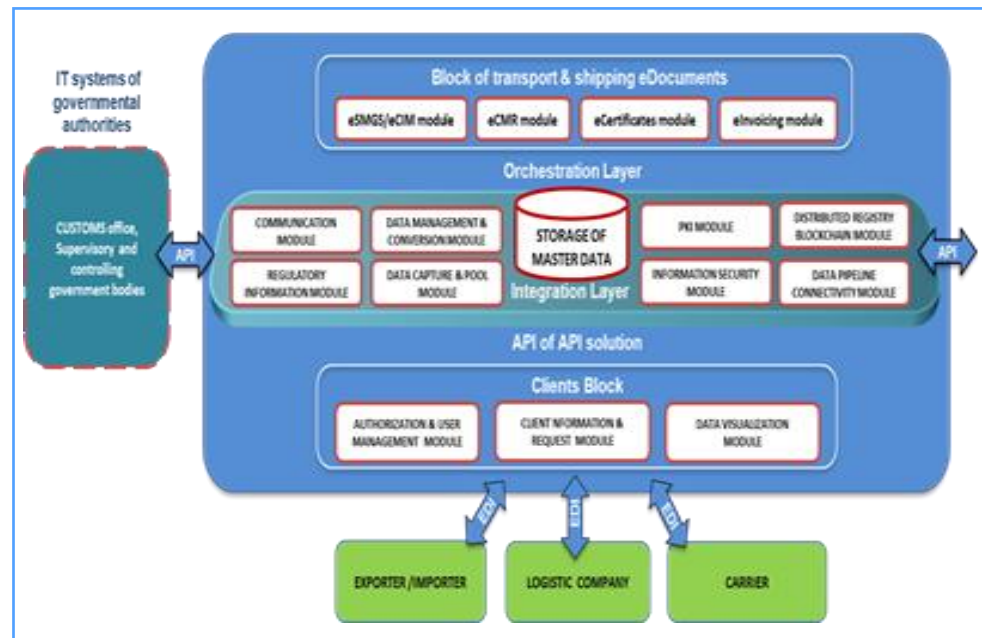 IT systems of
governmental
authorities
CUSTOMS office,
Supervisory and
controlling
government bodies
API
Block of transport & shipping eDocuments
eSMGS/eCIM module
eCMR module
eCertificates module
eInvoicing module
Orchestration Layer
COMMUNICATION
MODULE
DATA MANAGEMENT &
CONVERSION MODULE
STORAGE OF
MASTER DATA
PKI MODULE
DISTRIBUTED REGISTRY
BLOCKCHAIN MODULE
REGULATORY
INFORMATION MODULE
DATA CAPTURE & POOL
MODULE
Integration Layer
INFORMATION SECURITY
MODULE
DATA PIPELINE
CONNECTIVITY MODULE
API
API of API solution
Clients Block
AUTHORIZATION & USER
MANAGEMENT MODULE
CLIENT NFORMATION &
REQUEST MODULE
DATA VISUALIZATION
MODULE
EDI
EDI
EDI
EXPORTER /IMPORTER
LOGISTIC COMPANY
CARRIER